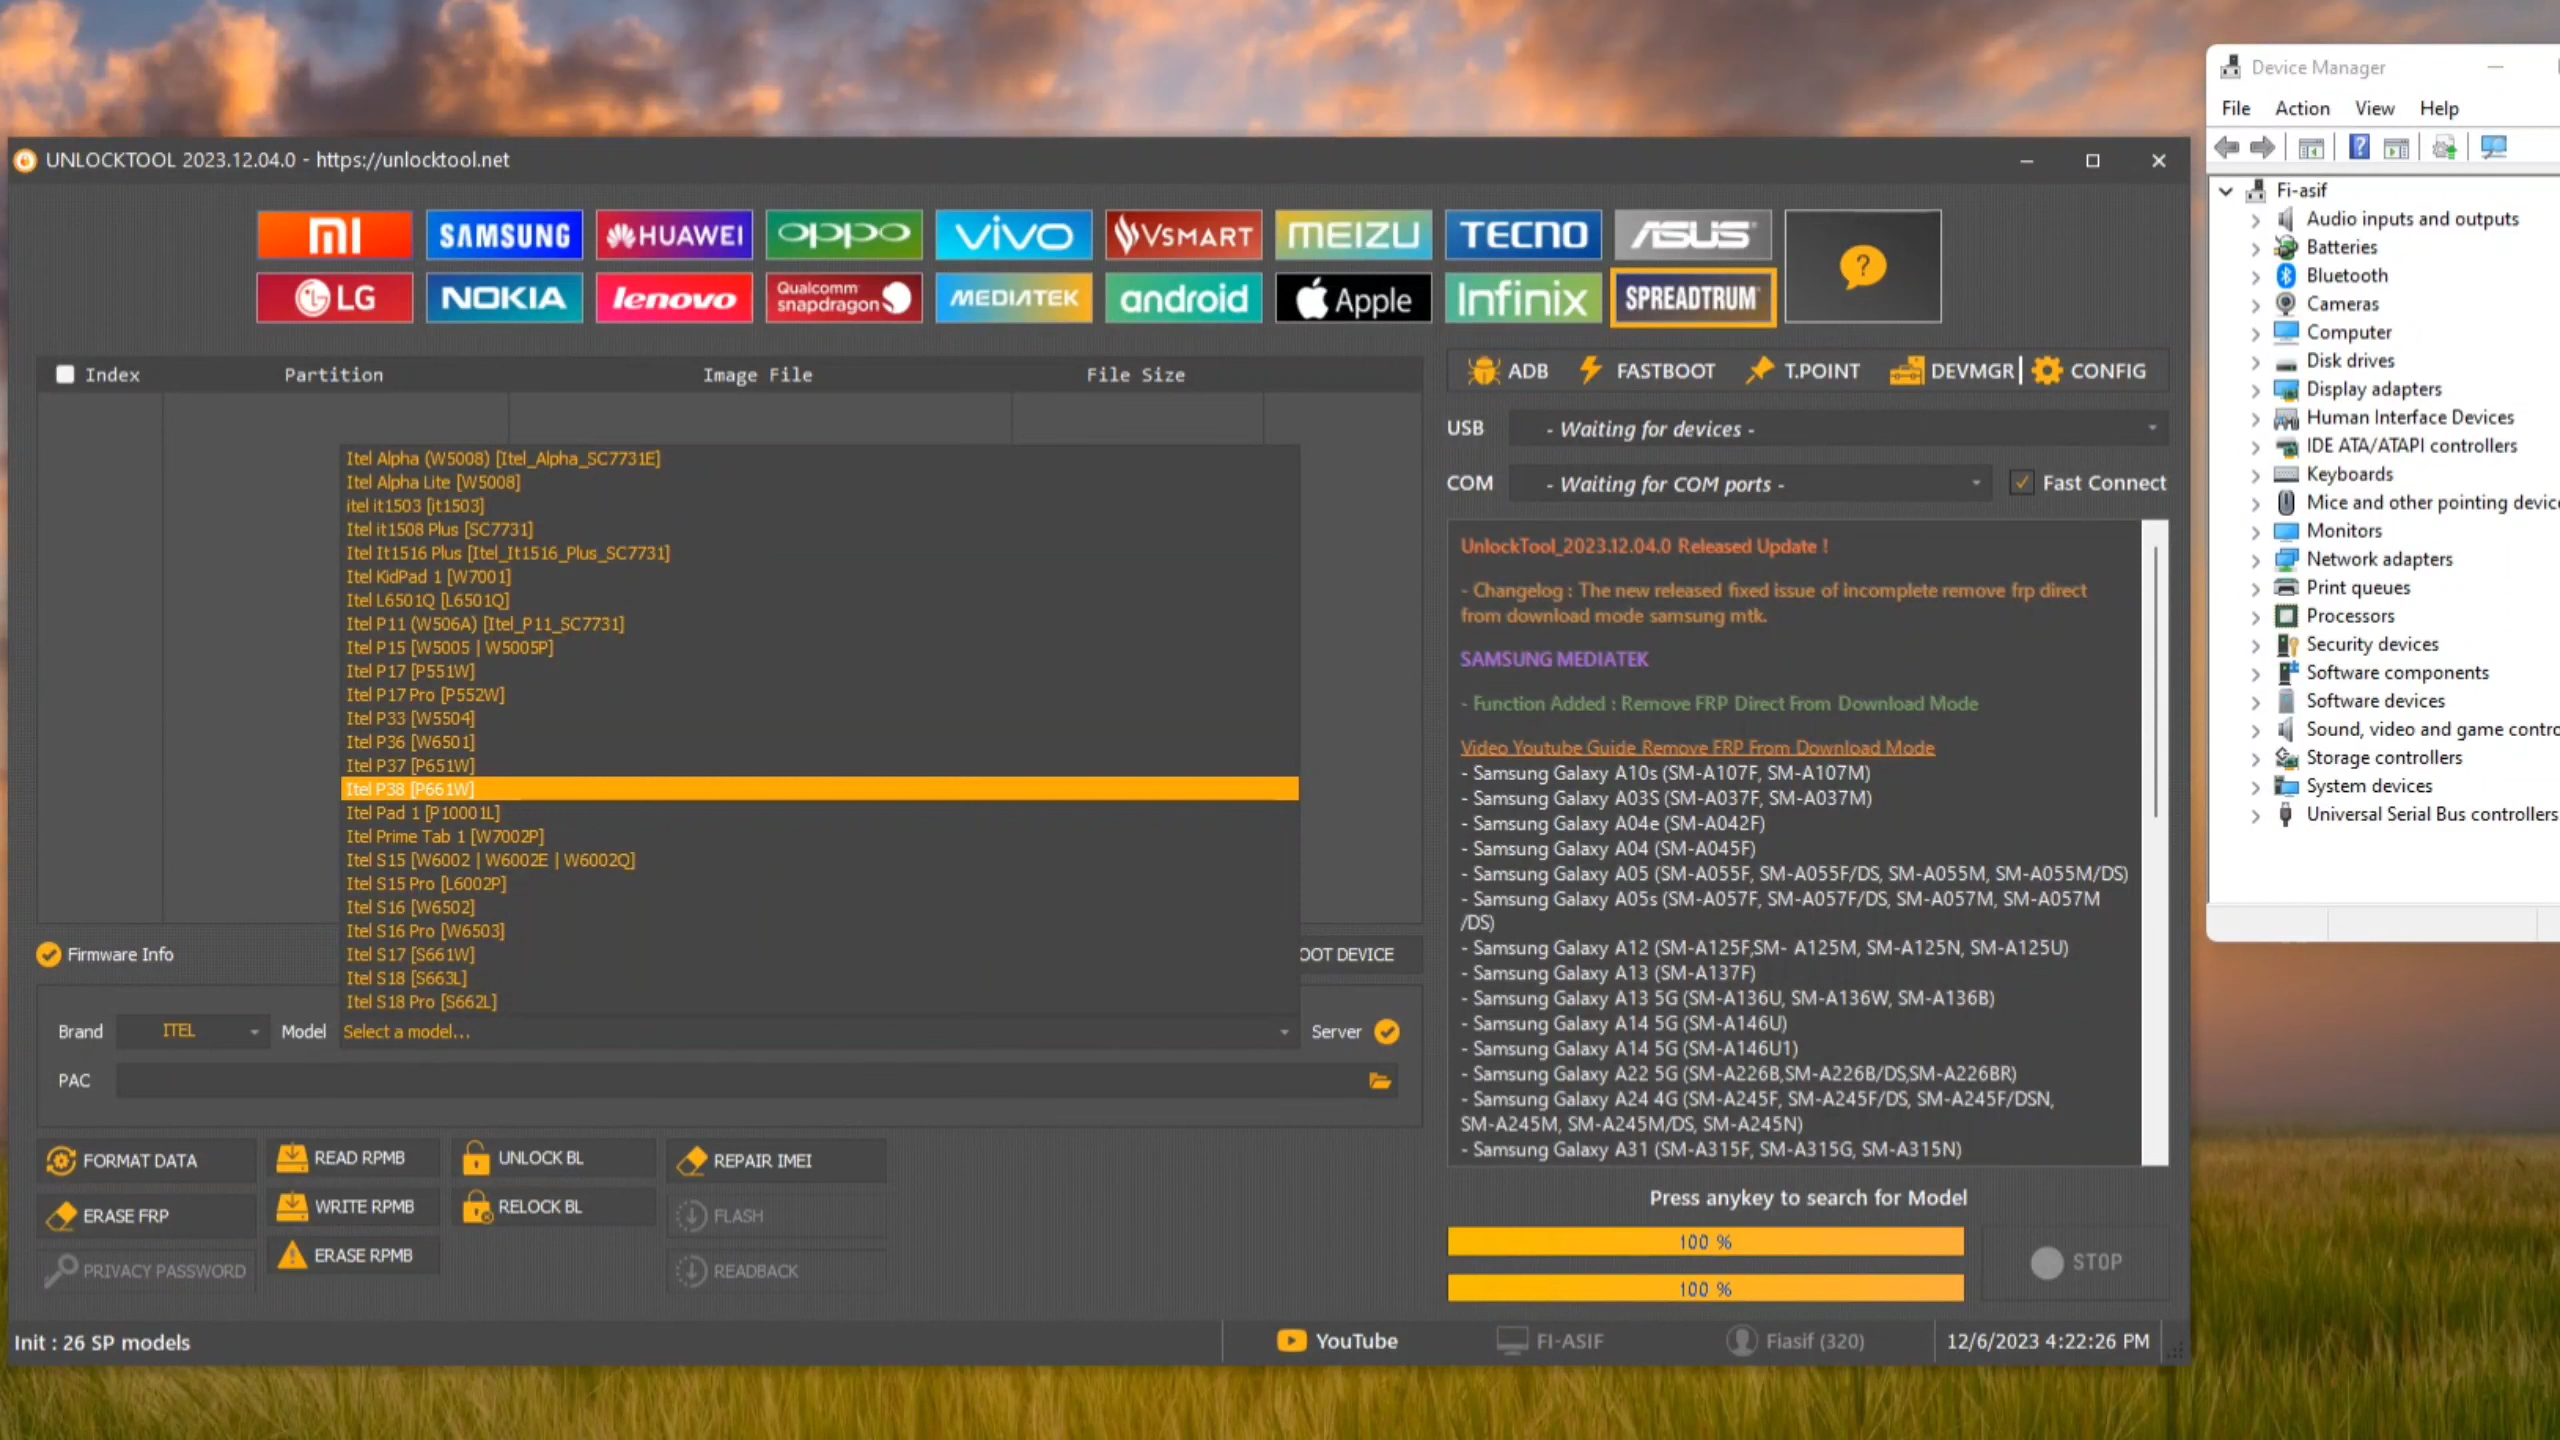 UNLOCKTOOL 2023.12.04.0 - https://unlocktool.net
mi SAMSUNG HUAWEI oppo vivo VSMART MEIZU TECNO ASUS
LG NOKIA lenovo Qualcomm snapdragon MEDIATEK android Apple Infinix SPREADTRUM ?
Index Partition Image File File Size
Itel Alpha (W5008) [Itel_Alpha_SC7731E]
Itel Alpha Lite [W5008]
itel it1503 [it1503]
Itel it1508 Plus [SC7731]
Itel It1516 Plus [Itel_It1516_Plus_SC7731]
Itel KidPad 1 [W7001]
Itel L6501Q [L6501Q]
Itel P11 (W506A) [Itel_P11_SC7731]
Itel P15 [W5005 | W5005P]
Itel P17 [P551W]
Itel P17 Pro [P552W]
Itel P33 [W5504]
Itel P36 [W6501]
Itel P37 [P651W]
Itel P38 [P661W]
Itel Pad 1 [P10001L]
Itel Prime Tab 1 [W7002P]
Itel S15 [W6002 | W6002E | W6002Q]
Itel S15 Pro [L6002P]
Itel S16 [W6502]
Itel S16 Pro [W6503]
Itel S17 [S661W]
Itel S18 [S663L]
Itel S18 Pro [S662L]
Firmware Info OOT DEVICE
Brand ITEL Model Select a model... Server
PAC
FORMAT DATA READ RPMB UNLOCK BL REPAIR IMEI
ERASE FRP WRITE RPMB RELOCK BL FLASH
PRIVACY PASSWORD ERASE RPMB READBACK
ADB FASTBOOT T.POINT DEVMGR CONFIG
USB - Waiting for devices -
COM - Waiting for COM ports - Fast Connect
UnlockTool_2023.12.04.0 Released Update !
- Changelog : The new released fixed issue of incomplete remove frp direct
from download mode samsung mtk.
SAMSUNG MEDIATEK
- Function Added : Remove FRP Direct From Download Mode
Video Youtube Guide Remove FRP From Download Mode
- Samsung Galaxy A10s (SM-A107F, SM-A107M)
- Samsung Galaxy A03S (SM-A037F, SM-A037M)
- Samsung Galaxy A04e (SM-A042F)
- Samsung Galaxy A04 (SM-A045F)
- Samsung Galaxy A05 (SM-A055F, SM-A055F/DS, SM-A055M, SM-A055M/DS)
- Samsung Galaxy A05s (SM-A057F, SM-A057F/DS, SM-A057M, SM-A057M
/DS)
- Samsung Galaxy A12 (SM-A125F,SM- A125M, SM-A125N, SM-A125U)
- Samsung Galaxy A13 (SM-A137F)
- Samsung Galaxy A13 5G (SM-A136U, SM-A136W, SM-A136B)
- Samsung Galaxy A14 5G (SM-A146U)
- Samsung Galaxy A14 5G (SM-A146U1)
- Samsung Galaxy A22 5G (SM-A226B,SM-A226B/DS,SM-A226BR)
- Samsung Galaxy A24 4G (SM-A245F, SM-A245F/DS, SM-A245F/DSN,
SM-A245M, SM-A245M/DS, SM-A245N)
- Samsung Galaxy A31 (SM-A315F, SM-A315G, SM-A315N)
Press anykey to search for Model
100 %
100 %
STOP
Init : 26 SP models YouTube FI-ASIF Fiasif (320) 12/6/2023 4:22:26 PM
Device Manager
File Action View Help
Fi-asif
Audio inputs and outputs
Batteries
Bluetooth
Cameras
Computer
Disk drives
Display adapters
Human Interface Devices
IDE ATA/ATAPI controllers
Keyboards
Mice and other pointing device
Monitors
Network adapters
Print queues
Processors
Security devices
Software components
Software devices
Sound, video and game contro
Storage controllers
System devices
Universal Serial Bus controllers